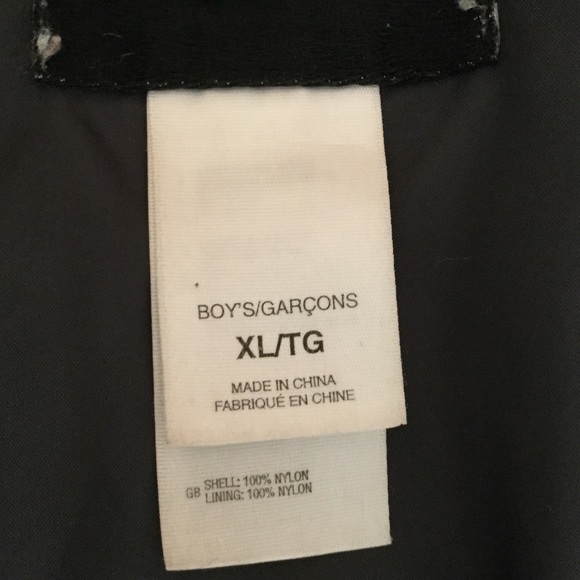 BOY'S/GARÇONS
XL/TG
MADE IN CHINA
FABRIQUÉ EN CHINE
GB SHELL: 100% NYLON
LINING: 100% NYLON